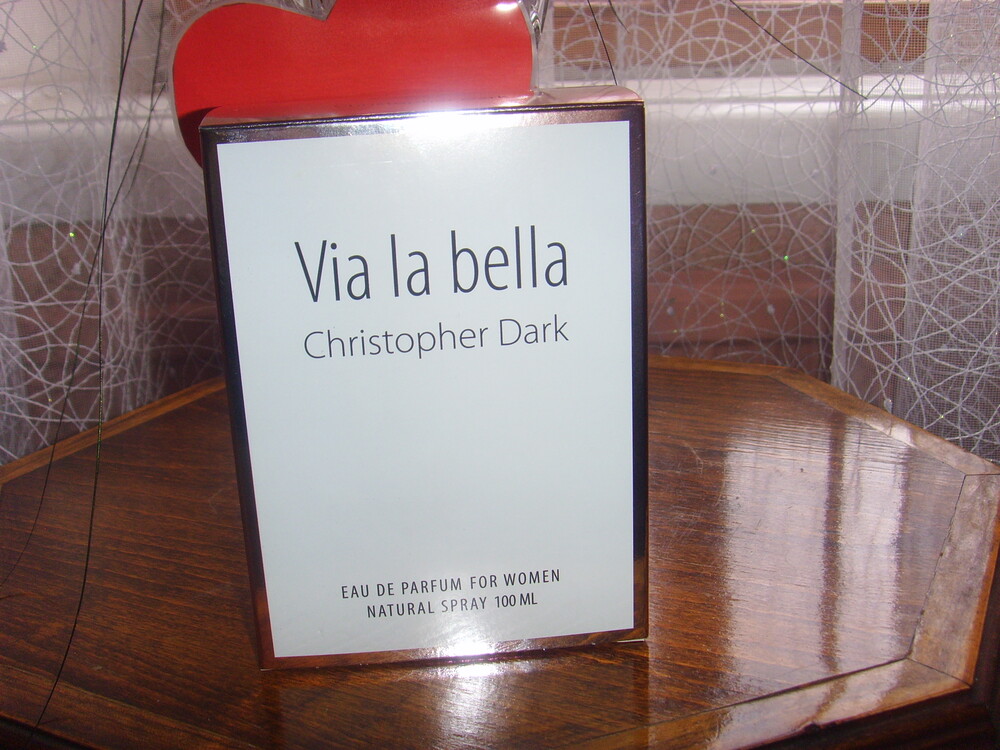 Via la bella
Christopher Dark
EAU DE PARFUM FOR WOMEN
NATURAL SPRAY 100 ML